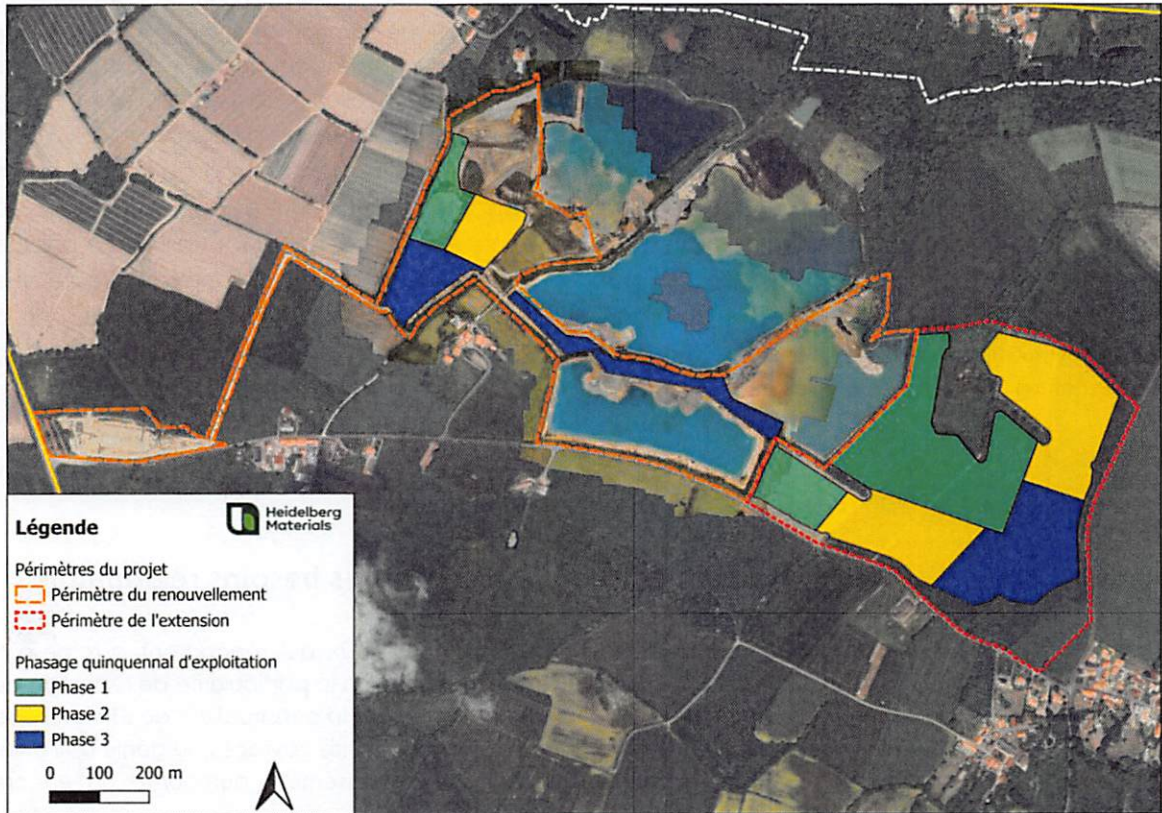 Légende
Heidelberg
Materials
Périmètres du projet
Périmètre du renouvellement
Périmètre de l'extension
Phasage quinquennal d'exploitation
Phase 1
Phase 2
Phase 3
0 100 200 m